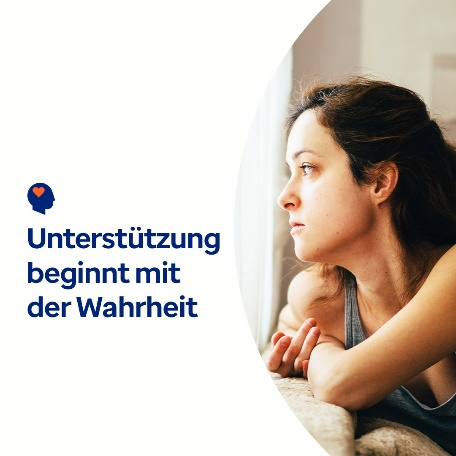 Unterstützung
beginnt mit
der Wahrheit